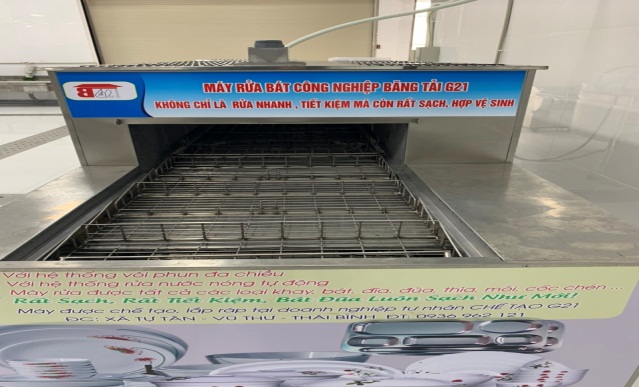 MÁY RỬA BÁT CÔNG NGHIỆP BĂNG TẢI G21
KHÔNG CHỈ LÀ RỬA NHANH , TIẾT KIỆM MÀ CÒN RẤT SẠCH, HỢP VỆ SINH
Với hệ thống vòi phun đa chiều
Với hệ thống rửa nước nóng tự động
Máy rửa được tất cả các loại khay, bát, đĩa, đũa, thìa, môi, cốc chén ...
Rất Sạch, Rất Tiết Kiệm, Bát Đũa Luôn Sạch Như Mới!
Máy được chế tạo, lắp ráp tại doanh nghiệp tư nhân CHẾ TẠO G21
ĐC: XÃ TỰ TÂN - VŨ THƯ - THÁI BÌNH ĐT: 0936 962 121